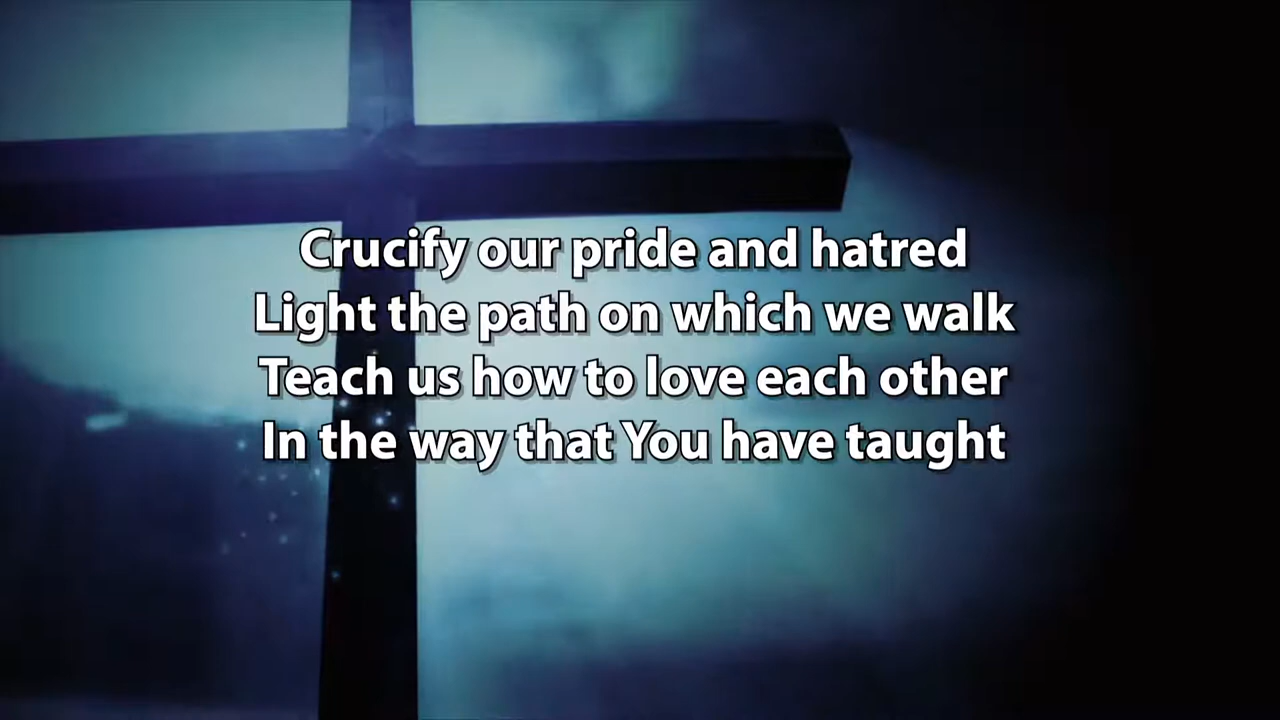 Crucify our pride and hatred
Light the path on which we walk
Teach us how to love each other
In the way that You have taught